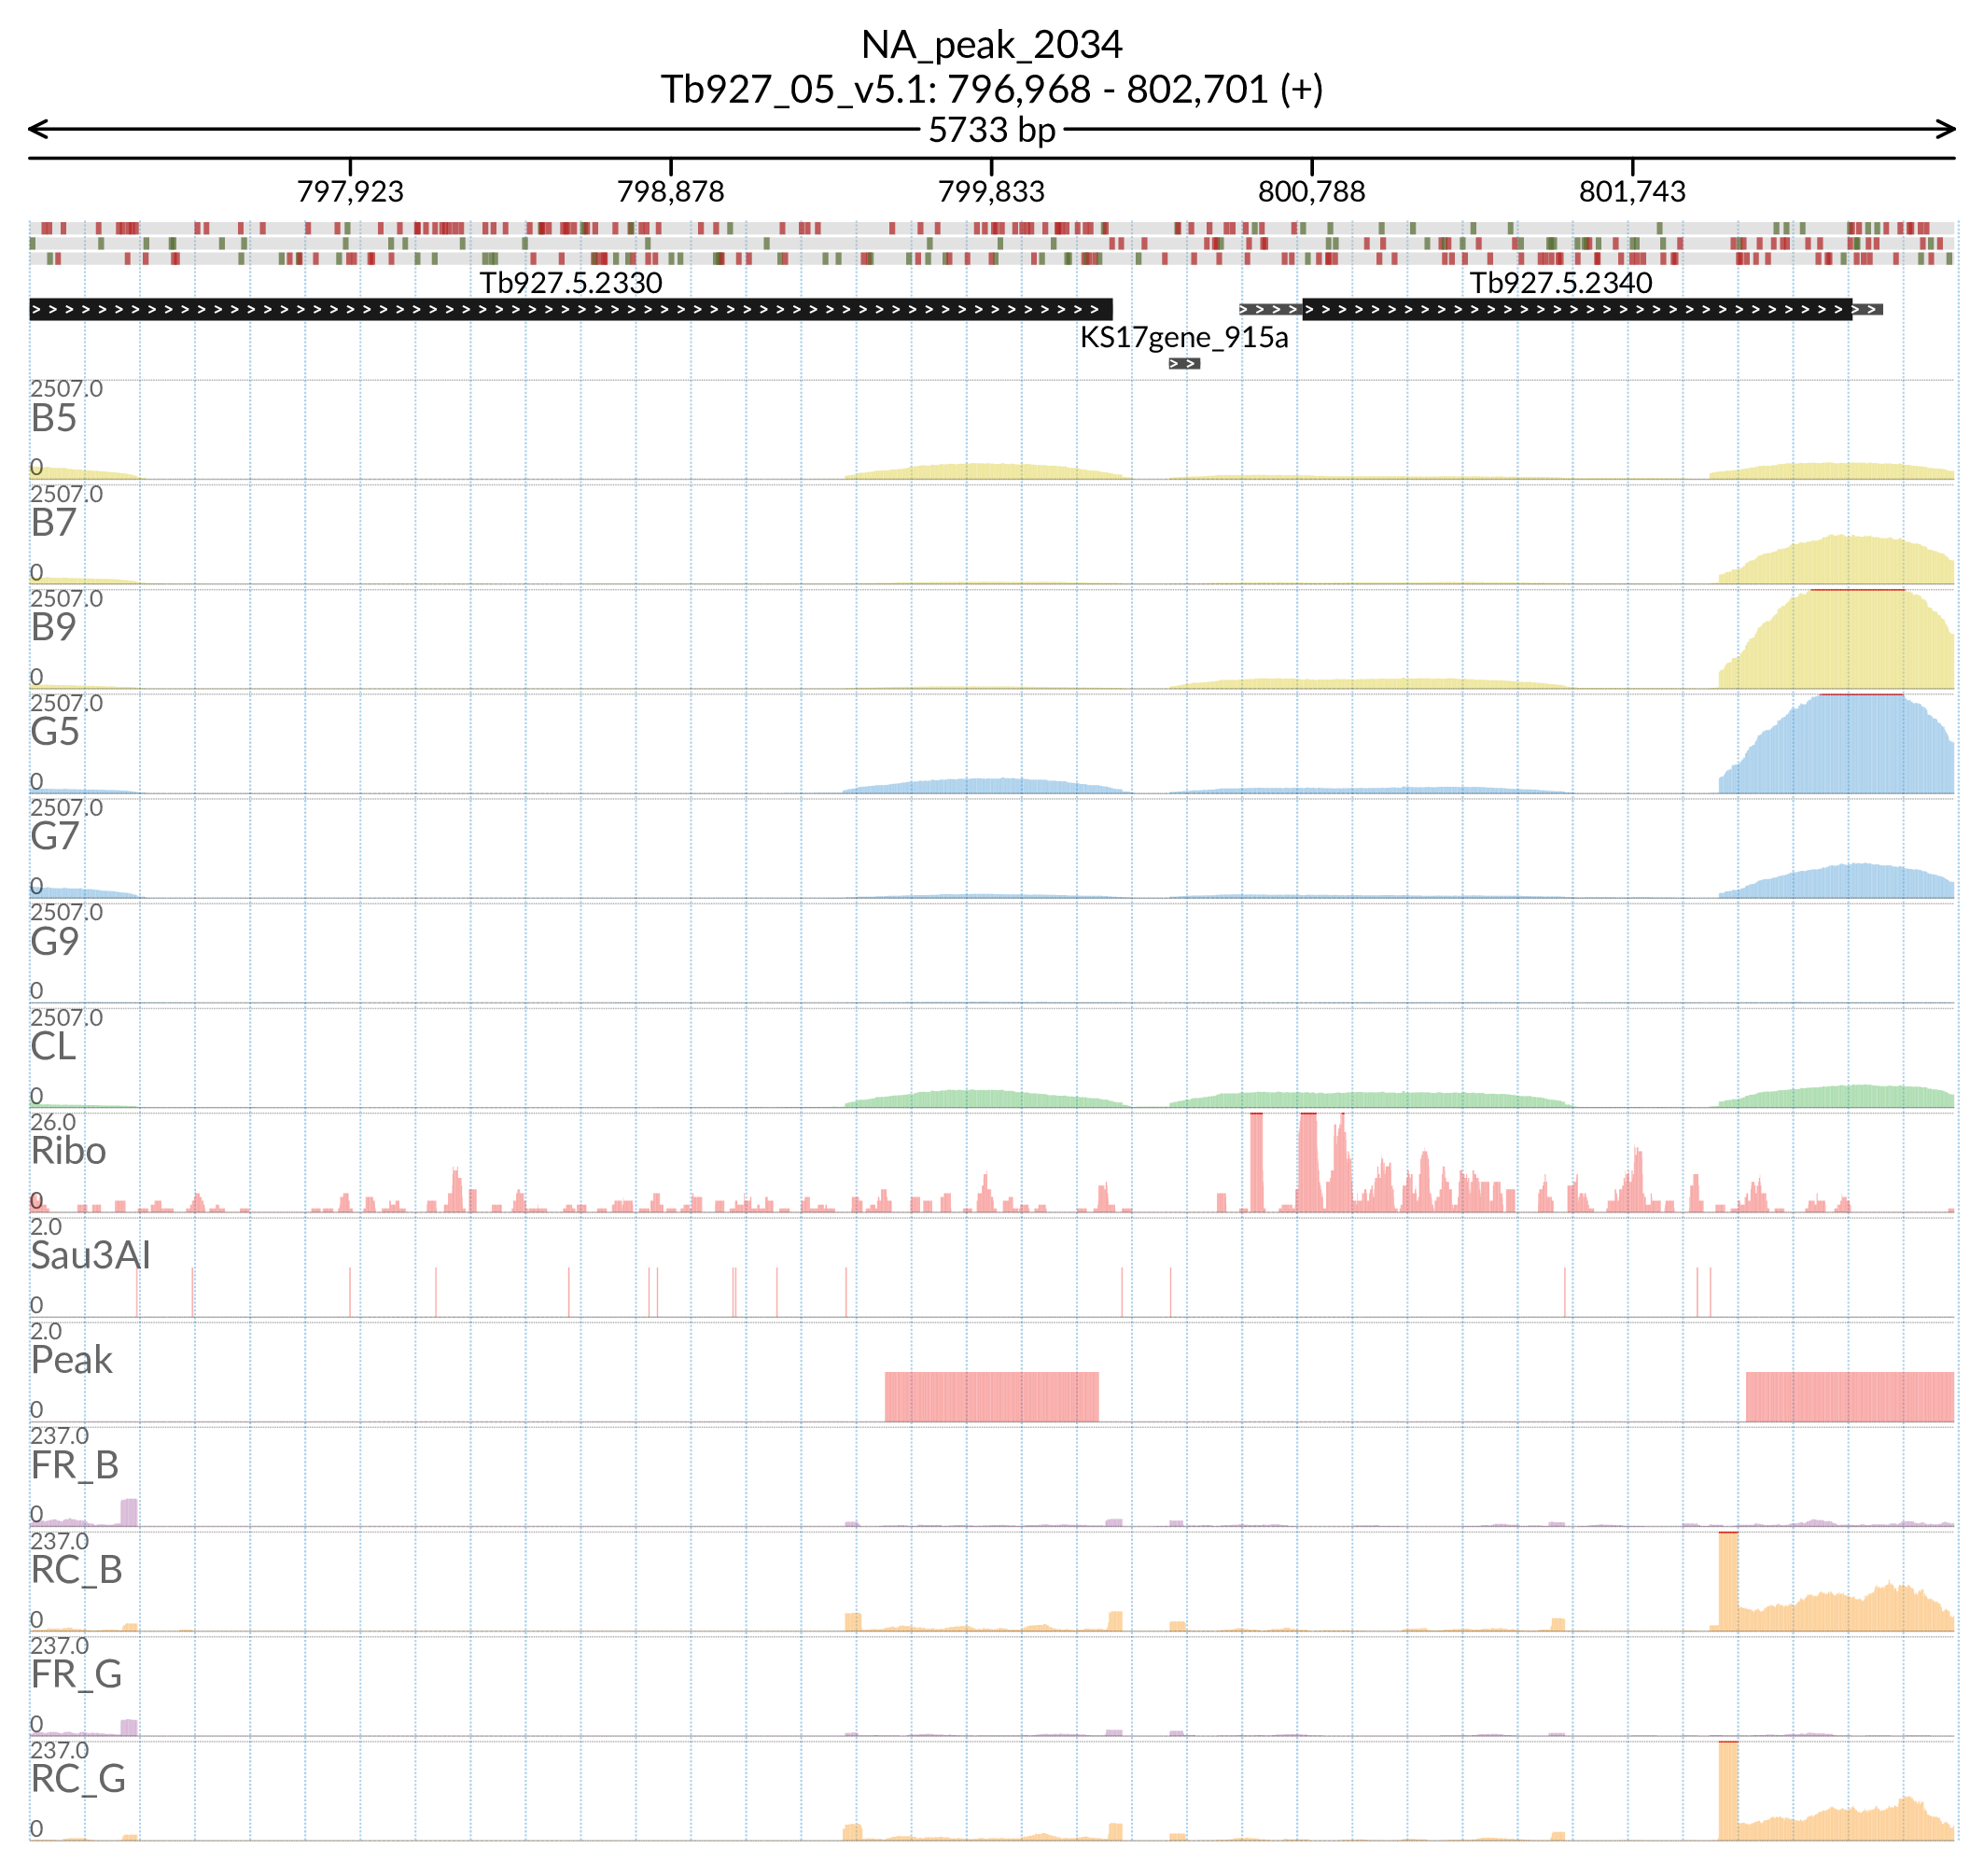 NA_peak_2034
Tb927_05_v5.1: 796,968 - 802,701 (+)
5733 bp
797,923 798,878 799,833 800,788 801,743
Tb927.5.2330 Tb927.5.2340
KS17gene_915a
2507.0
B5
0
2507.0
B7
0
2507.0
B9
0
2507.0
G5
0
2507.0
G7
0
2507.0
G9
0
2507.0
CL
0
26.0
Ribo
0
2.0
Sau3AI
0
2.0
Peak
0
237.0
FR_B
0
237.0
RC_B
0
237.0
FR_G
0
237.0
RC_G
0